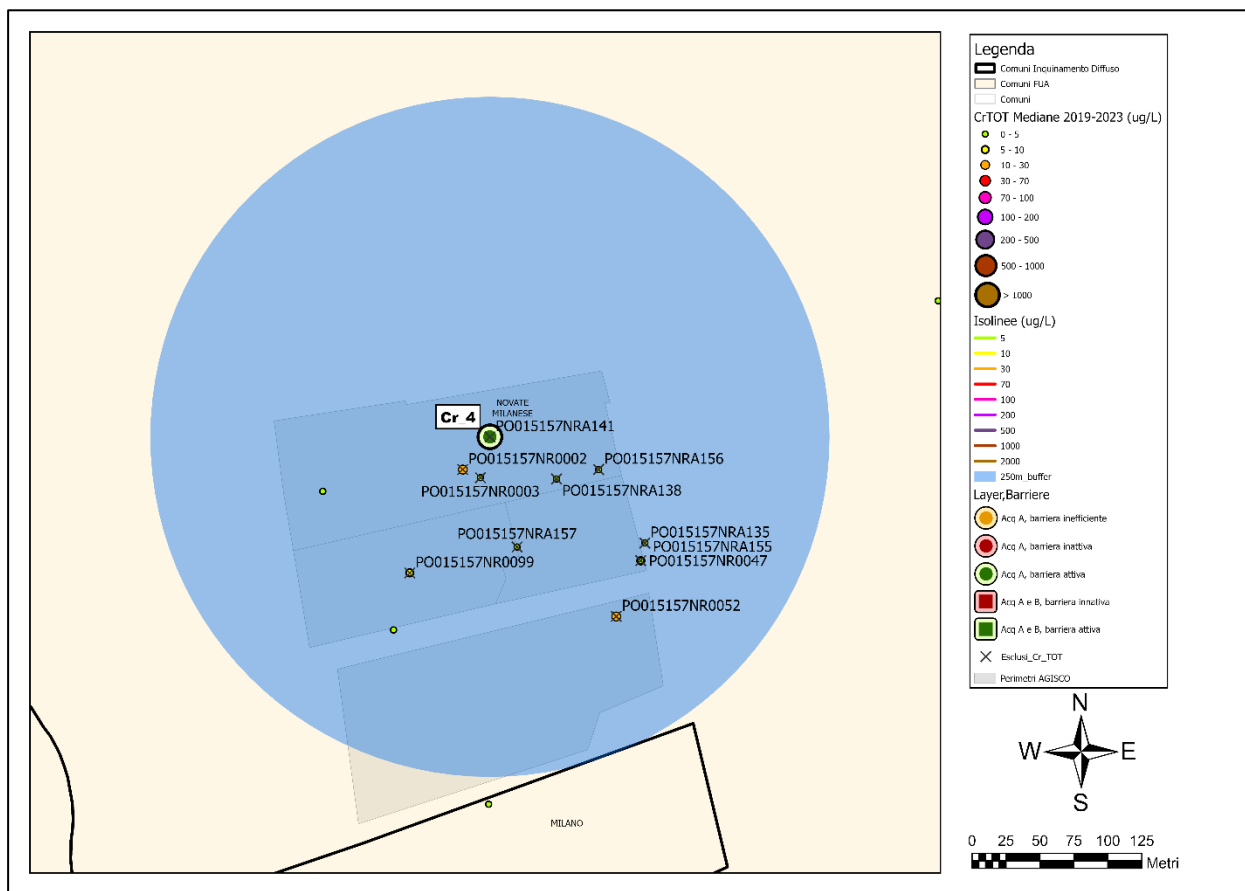 NOVATE
MILANESE
Cr_4
PO015157NRA141
PO015157NR0002
PO015157NRA156
PO015157NR0003
PO015157NRA138
PO015157NRA157
PO015157NRA135
PO015157NRA155
PO015157NR0099
PO015157NR0047
PO015157NR0052
MILANO
Legenda
Comuni Inquinamento Diffuso
Comuni FUA
Comuni
CrTOT Mediane 2019-2023 (ug/L)
0 - 5
5 - 10
10 - 30
30 - 70
70 - 100
100 - 200
200 - 500
500 - 1000
> 1000
Isolinee (ug/L)
5
10
30
70
100
200
500
1000
2000
250m_buffer
Layer,Barriere
Acq A, barriera inefficiente
Acq A, barriera inattiva
Acq A, barriera attiva
Acq A e B, barriera innativa
Acq A e B, barriera attiva
Esclusi_Cr_TOT
Perimetri AGISCO
N
W E
S
0 25 50 75 100 125
Metri